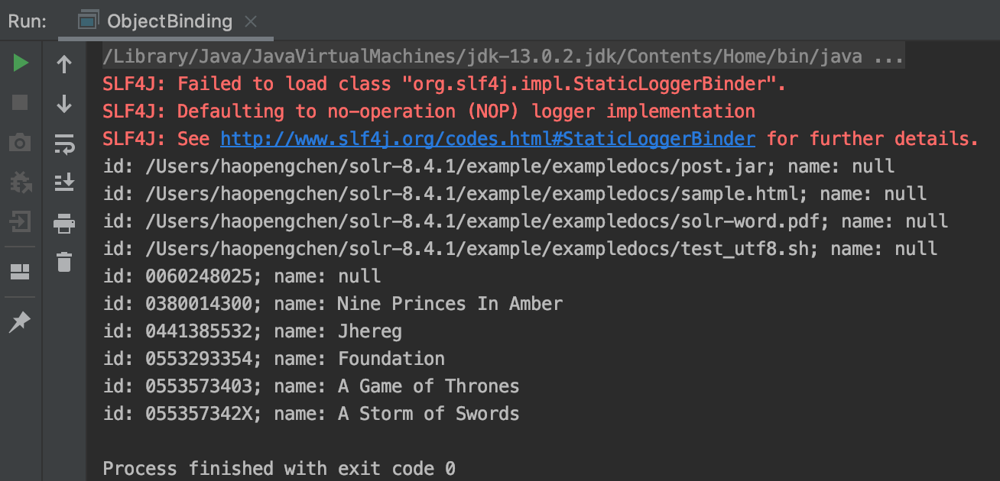 Run: ObjectBinding
/Library/Java/JavaVirtualMachines/jdk-13.0.2.jdk/Contents/Home/bin/java ...
SLF4J: Failed to load class "org.slf4j.impl.StaticLoggerBinder".
SLF4J: Defaulting to no-operation (NOP) logger implementation
SLF4J: See http://www.slf4j.org/codes.html#StaticLoggerBinder for further details.
id: /Users/haopengchen/solr-8.4.1/example/exampledocs/post.jar; name: null
id: /Users/haopengchen/solr-8.4.1/example/exampledocs/sample.html; name: null
id: /Users/haopengchen/solr-8.4.1/example/exampledocs/solr-word.pdf; name: null
id: /Users/haopengchen/solr-8.4.1/example/exampledocs/test_utf8.sh; name: null
id: 0060248025; name: null
id: 0380014300; name: Nine Princes In Amber
id: 0441385532; name: Jhereg
id: 0553293354; name: Foundation
id: 0553573403; name: A Game of Thrones
id: 055357342X; name: A Storm of Swords
Process finished with exit code 0